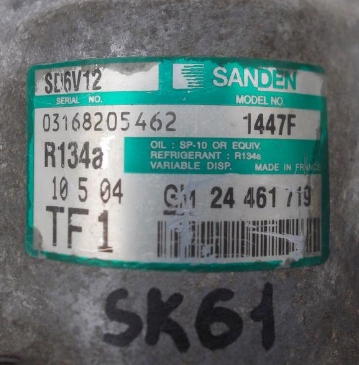 SD6V12 SANDEN
SERIAL NO. MODEL NO.
03168205462 1447F
R134a OIL : SP-10 OR EQUIV.
REFRIGERANT : R134a
VARIABLE DISP. MADE IN FRANCE
10 5 04 GM 24 461 719
TF1
SK61